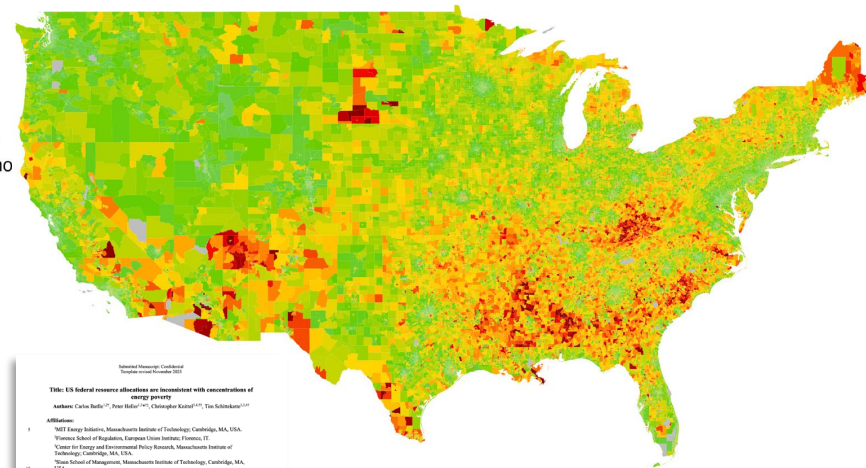 no
Submitted Manuscript: Confidential
Template revised November 2023
Title: US federal resource allocations are inconsistent with concentrations of
energy poverty
Authors: Carlos Batlle, Peter Heller, Christopher Knittel, Tim Schittekatte
Affiliations:
MIT Energy Initiative, Massachusetts Institute of Technology; Cambridge, MA, USA.
Florence School of Regulation, European Union Institute; Florence, IT.
Center for Energy and Environmental Policy Research, Massachusetts Institute of
Technology; Cambridge, MA, USA.
Sloan School of Management, Massachusetts Institute of Technology, Cambridge, MA,
USA